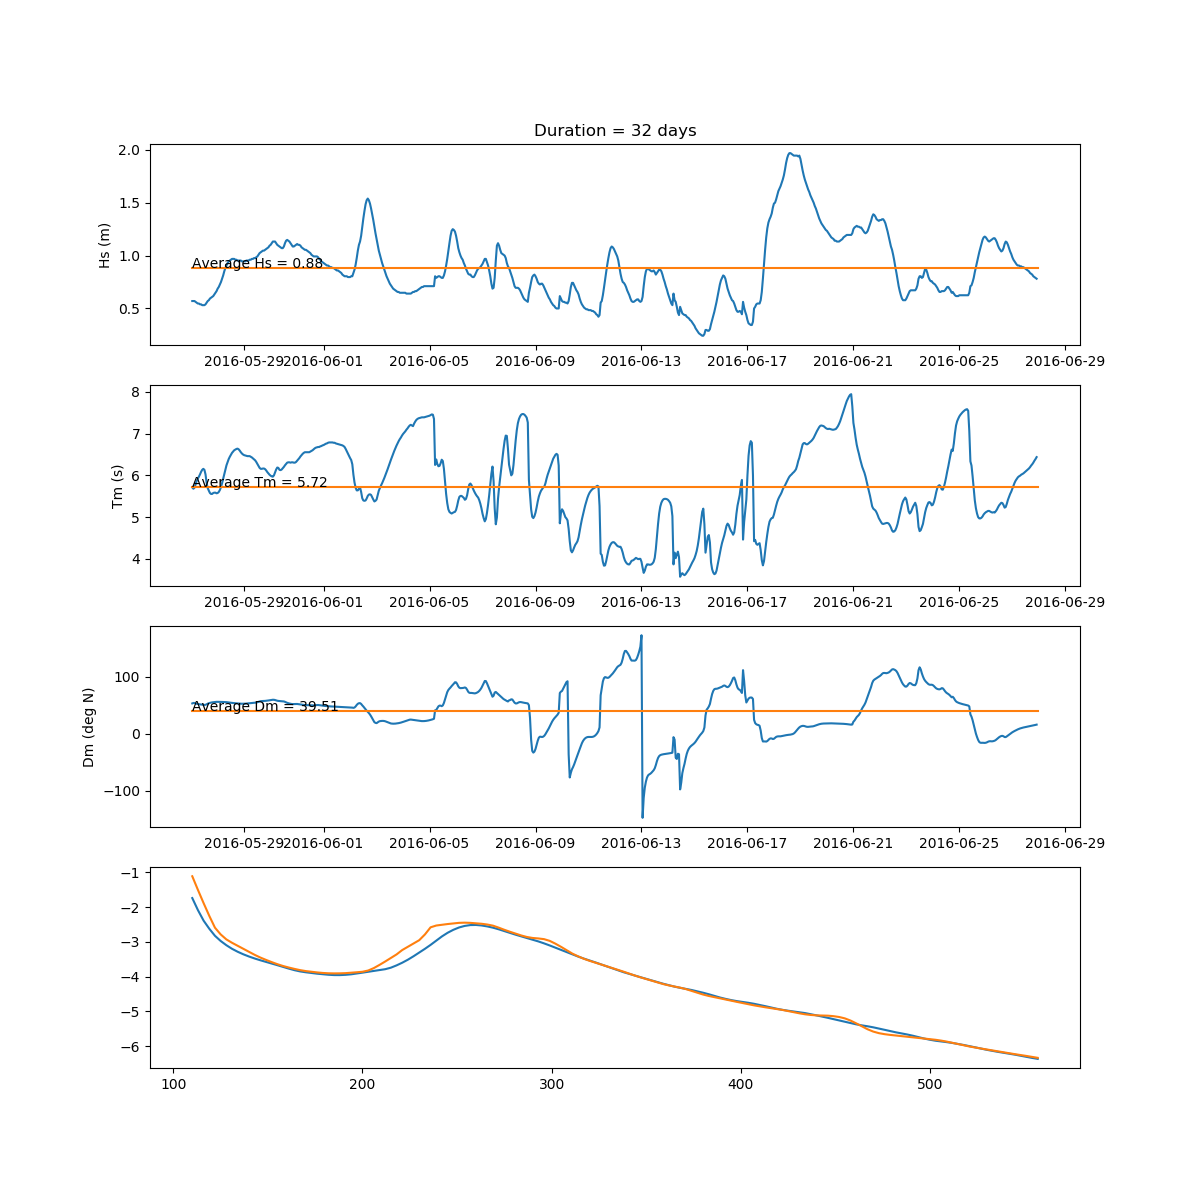 Duration = 32 days
2.0
1.5
1.0
0.5
Hs (m)
Average Hs = 0.88
2016-05-29 2016-06-01 2016-06-05 2016-06-09 2016-06-13 2016-06-17 2016-06-21 2016-06-25 2016-06-29
8
7
6
5
4
Tm (s)
Average Tm = 5.72
2016-05-29 2016-06-01 2016-06-05 2016-06-09 2016-06-13 2016-06-17 2016-06-21 2016-06-25 2016-06-29
100
0
−100
Dm (deg N)
Average Dm = 39.51
2016-05-29 2016-06-01 2016-06-05 2016-06-09 2016-06-13 2016-06-17 2016-06-21 2016-06-25 2016-06-29
−1
−2
−3
−4
−5
−6
100 200 300 400 500